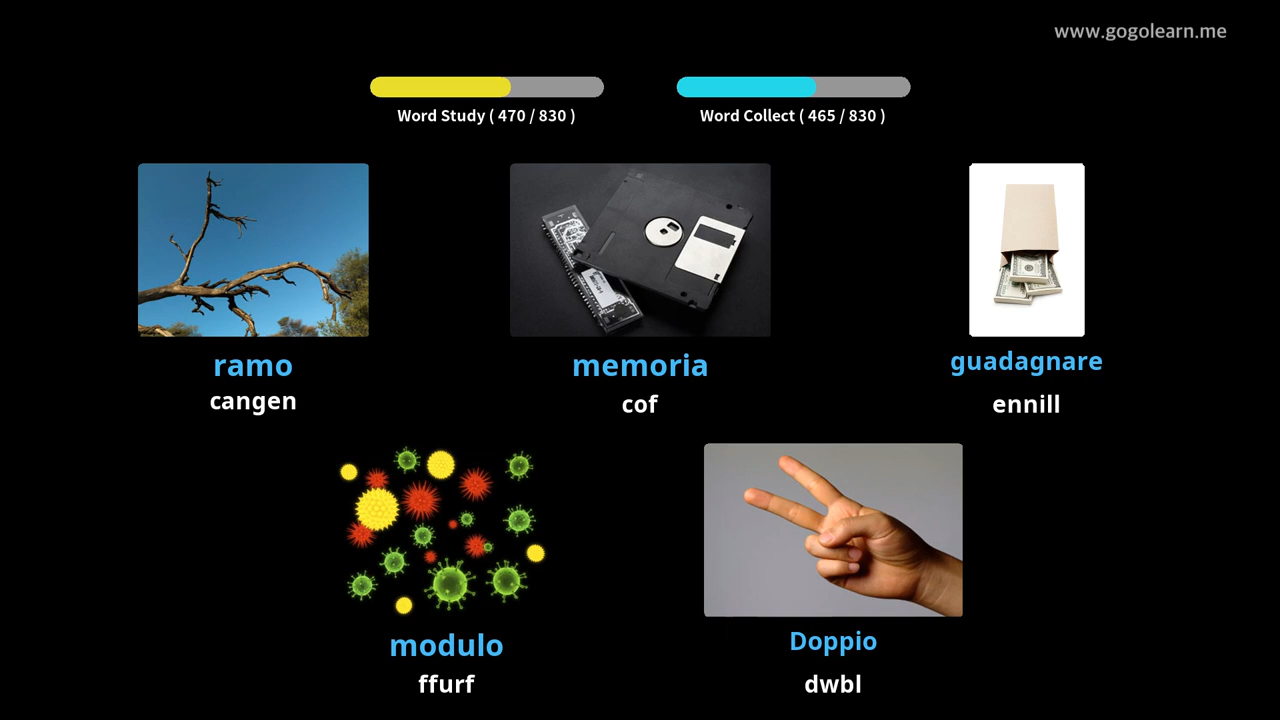 www.gogolearn.me
Word Study ( 470 / 830 )
Word Collect ( 465 / 830 )
ramo
cangen
memoria
cof
guadagnare
ennill
modulo
ffurf
Doppio
dwbl